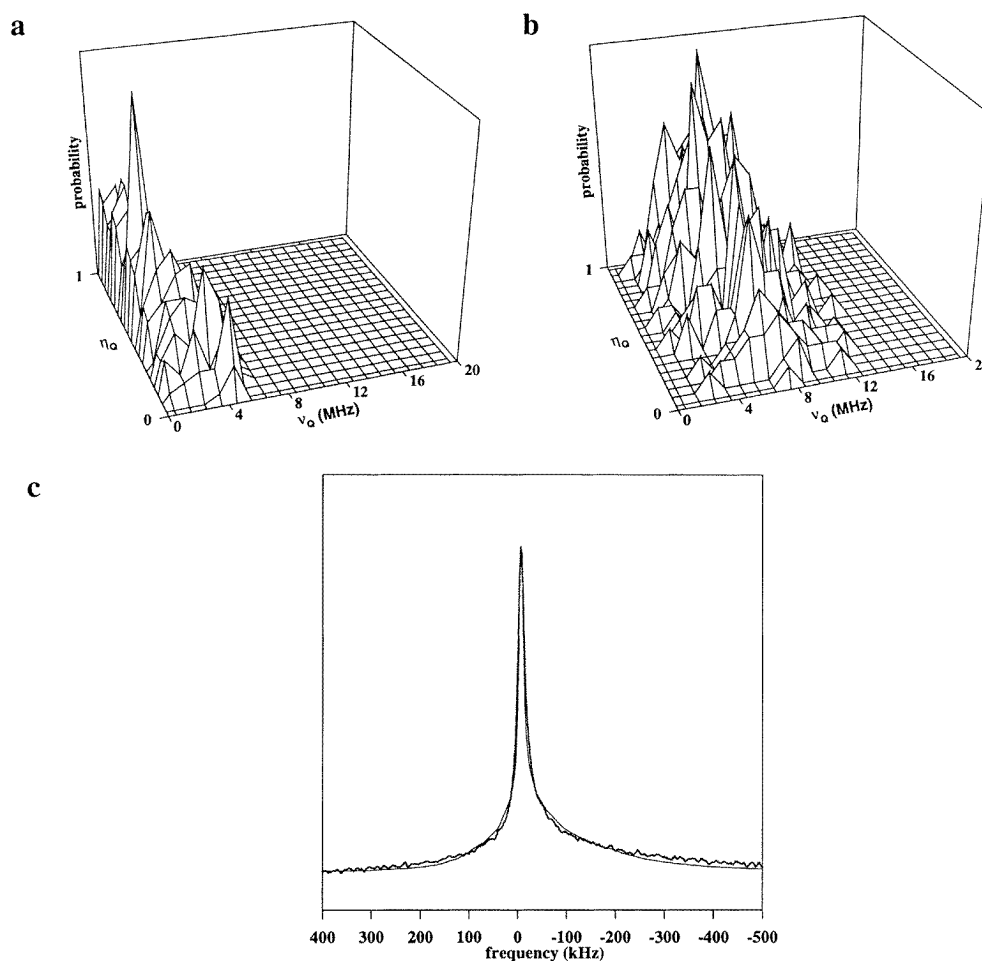 a
b
probability
1
η_Q
0
0
4
8
12
16
20
ν_Q (MHz)
probability
1
η_Q
0
0
4
8
12
16
2
ν_Q (MHz)
c
400 300 200 100 0 -100 -200 -300 -400 -500
frequency (kHz)